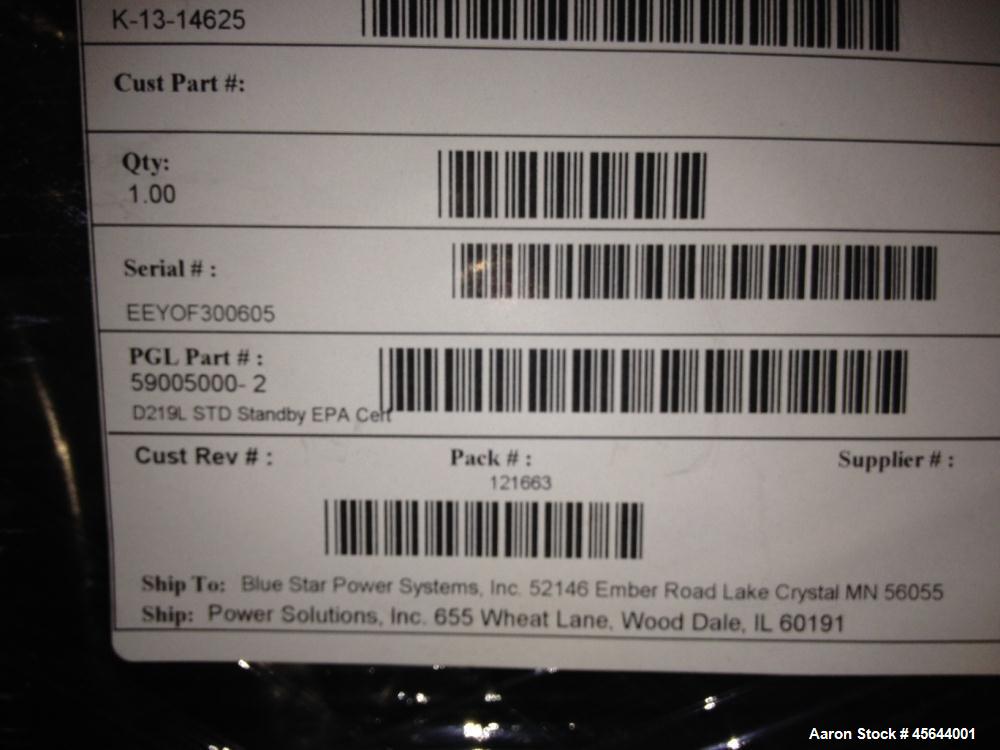 K-13-14625
Cust Part #:
Qty:
1.00
Serial # :
EEYOF300605
PGL Part # :
59005000- 2
D219L STD Standby EPA Cert
Cust Rev # :
Pack # :
Supplier # :
121663
Ship To: Blue Star Power Systems, Inc. 52146 Ember Road Lake Crystal MN 56055
Ship: Power Solutions, Inc. 655 Wheat Lane, Wood Dale, IL 60191
Aaron Stock # 45644001